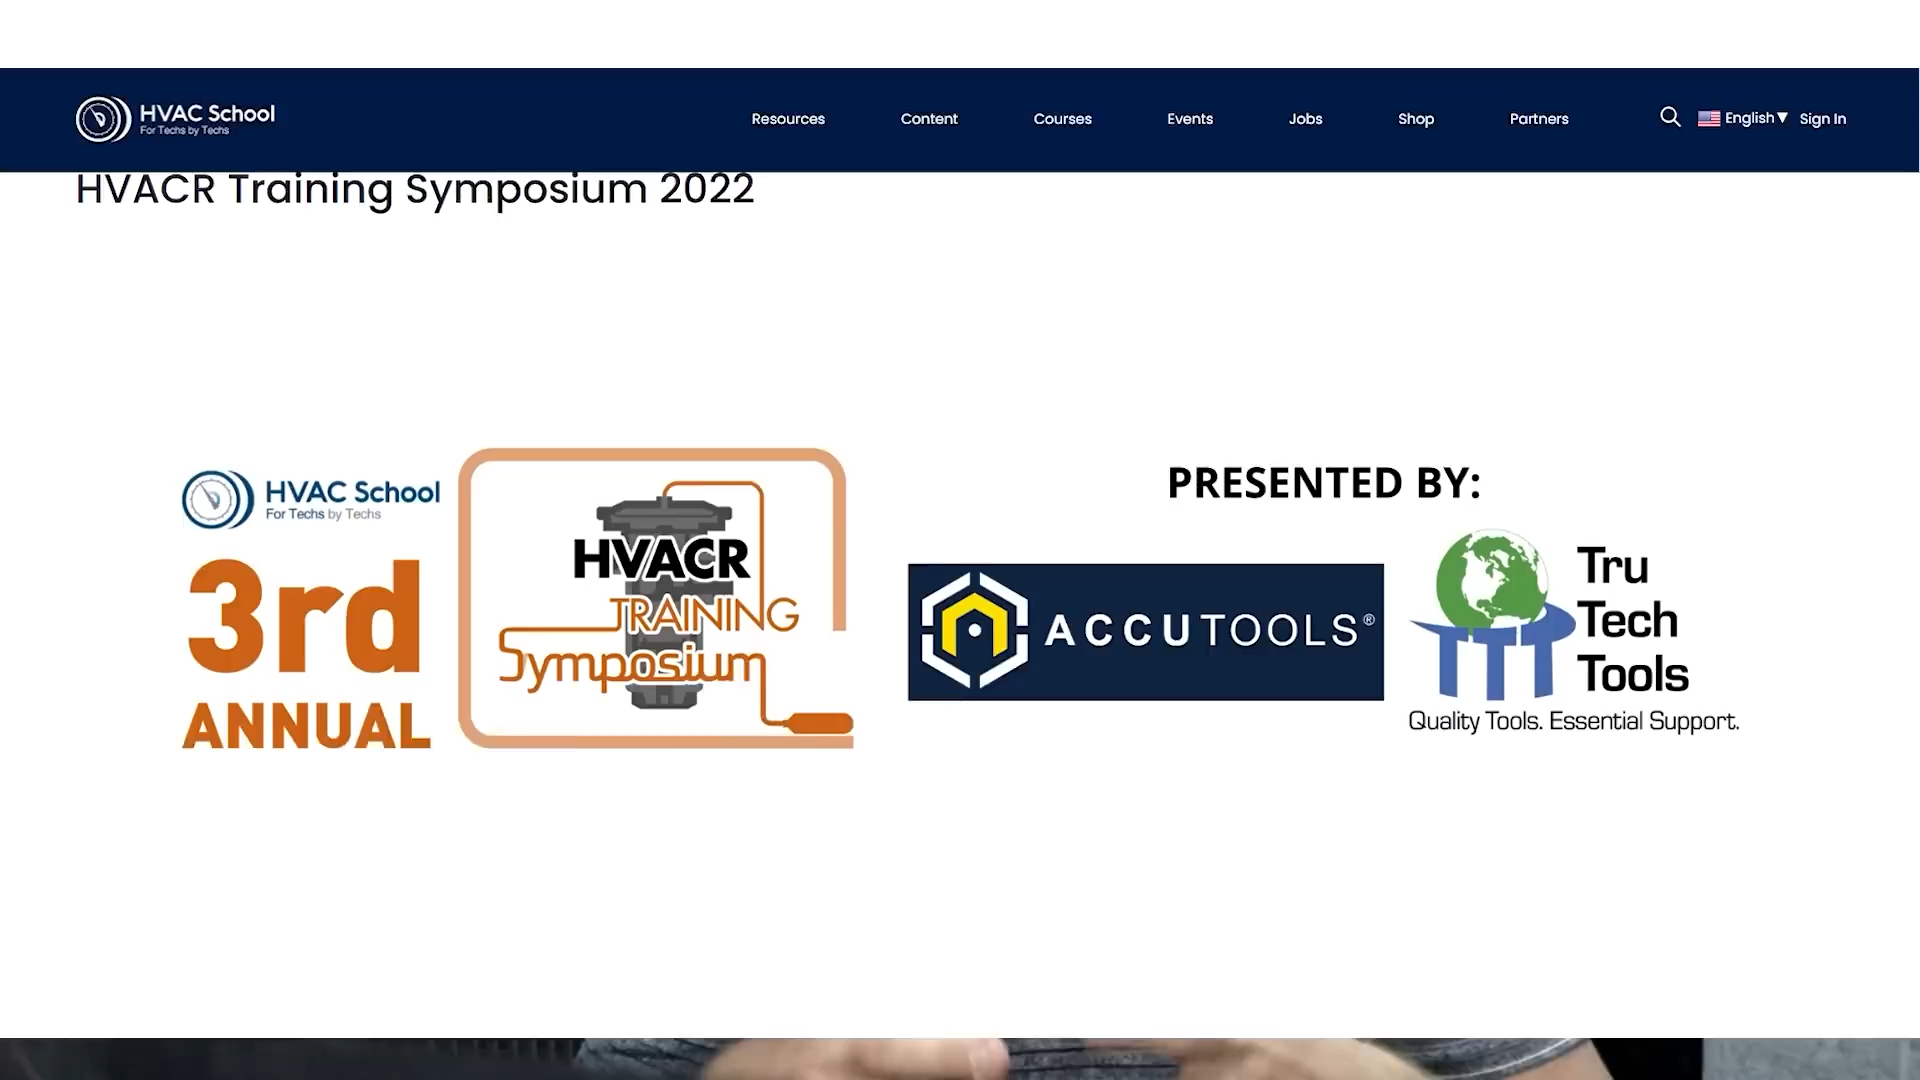 HVAC School
For Techs by Techs
Resources
Content
Courses
Events
Jobs
Shop
Partners
English▼
Sign In
HVACR Training Symposium 2022
HVAC School
For Techs by Techs
3rd
ANNUAL
HVACR
TRAINING
Symposium
PRESENTED BY:
ACCUTOOLS®
TTT
Tru
Tech
Tools
Quality Tools. Essential Support.